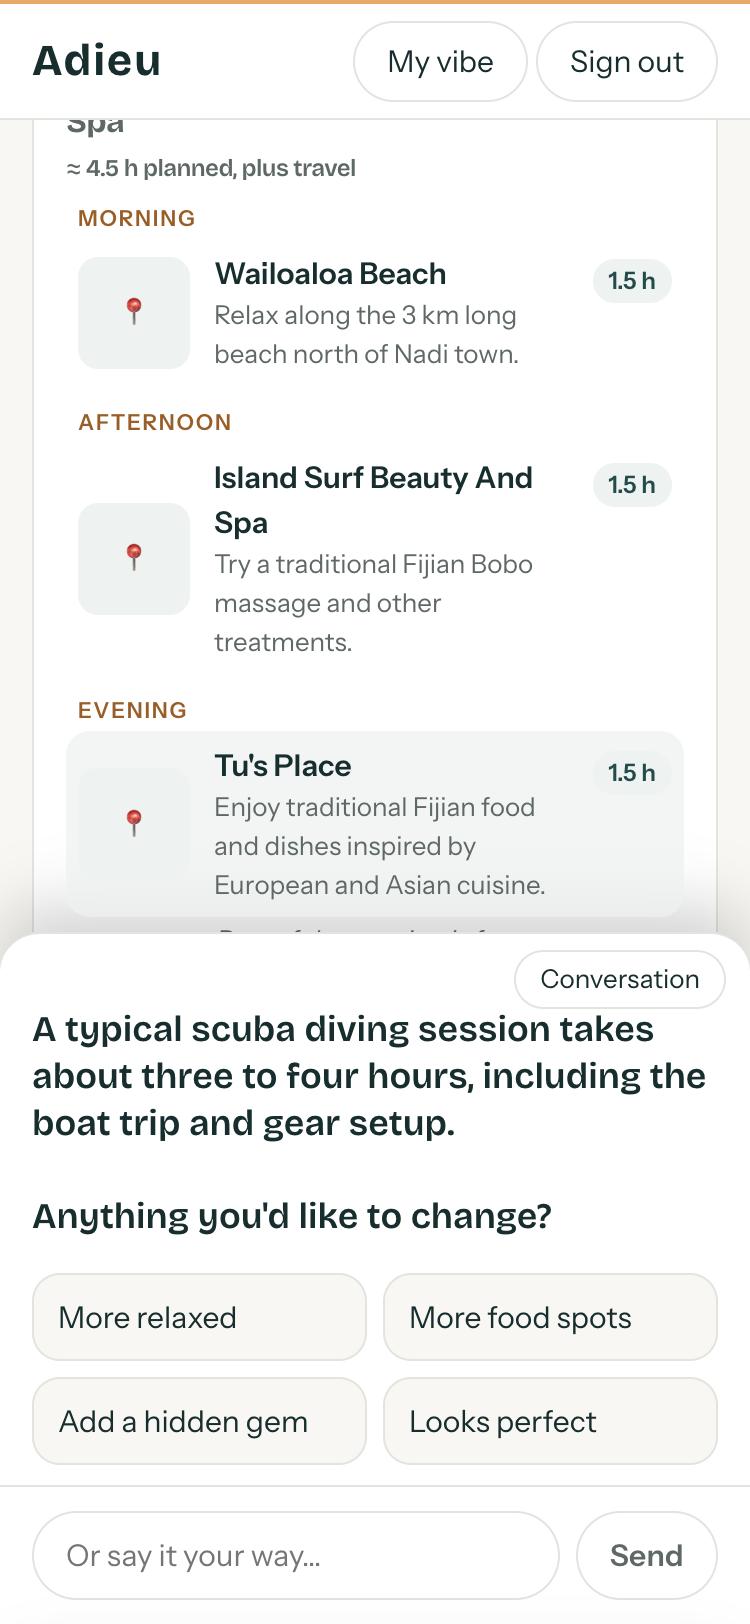 Adieu
My vibe
Sign out
Spa
≈ 4.5 h planned, plus travel
MORNING
Wailoaloa Beach
1.5 h
Relax along the 3 km long
beach north of Nadi town.
AFTERNOON
Island Surf Beauty And
Spa
1.5 h
Try a traditional Fijian Bobo
massage and other
treatments.
EVENING
Tu's Place
1.5 h
Enjoy traditional Fijian food
and dishes inspired by
European and Asian cuisine.
Conversation
A typical scuba diving session takes
about three to four hours, including the
boat trip and gear setup.
Anything you'd like to change?
More relaxed
More food spots
Add a hidden gem
Looks perfect
Or say it your way...
Send